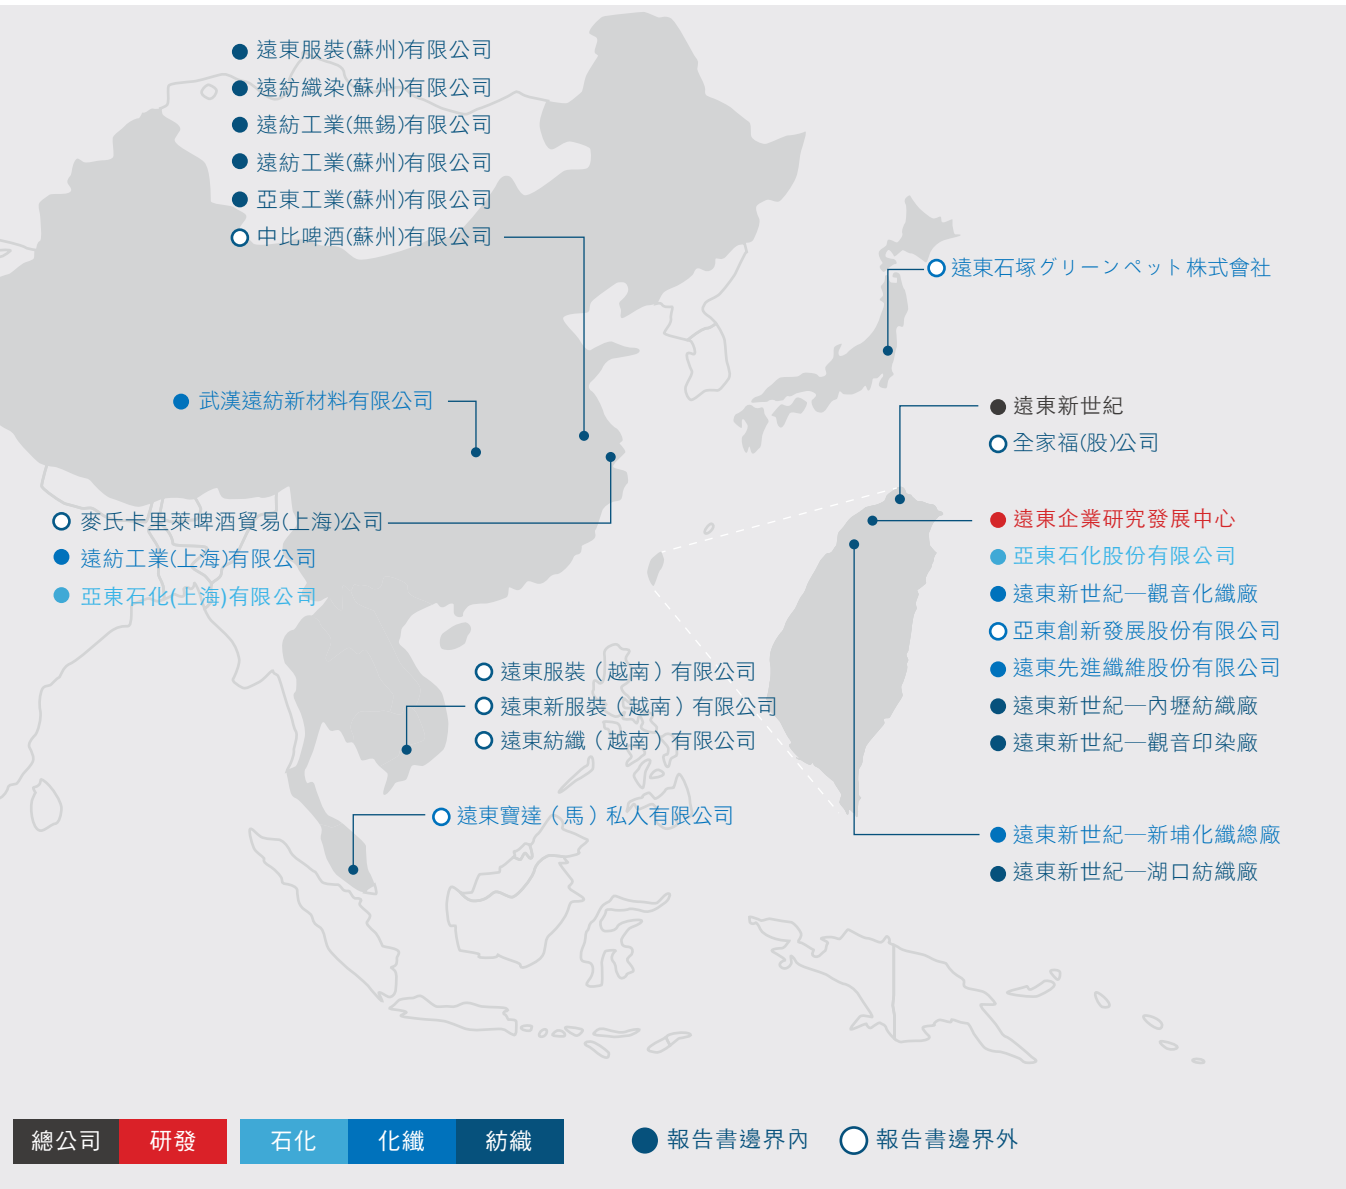 遠東服裝(蘇州)有限公司
遠紡織染(蘇州)有限公司
遠紡工業(無錫)有限公司
遠紡工業(蘇州)有限公司
亞東工業(蘇州)有限公司
中比啤酒(蘇州)有限公司
遠東石塚グリーンペット株式會社
武漢遠紡新材料有限公司
遠東新世紀
全家福(股)公司
麥氏卡里萊啤酒貿易(上海)公司
遠紡工業(上海)有限公司
亞東石化(上海)有限公司
遠東企業研究發展中心
亞東石化股份有限公司
遠東新世紀─觀音化纖廠
亞東創新發展股份有限公司
遠東先進纖維股份有限公司
遠東新世紀─內壢紡織廠
遠東新世紀─觀音印染廠
遠東服裝（越南）有限公司
遠東新服裝（越南）有限公司
遠東紡纖（越南）有限公司
遠東寶達（馬）私人有限公司
遠東新世紀─新埔化纖總廠
遠東新世紀─湖口紡織廠
總公司 研發 石化 化纖 紡織 報告書邊界內 報告書邊界外